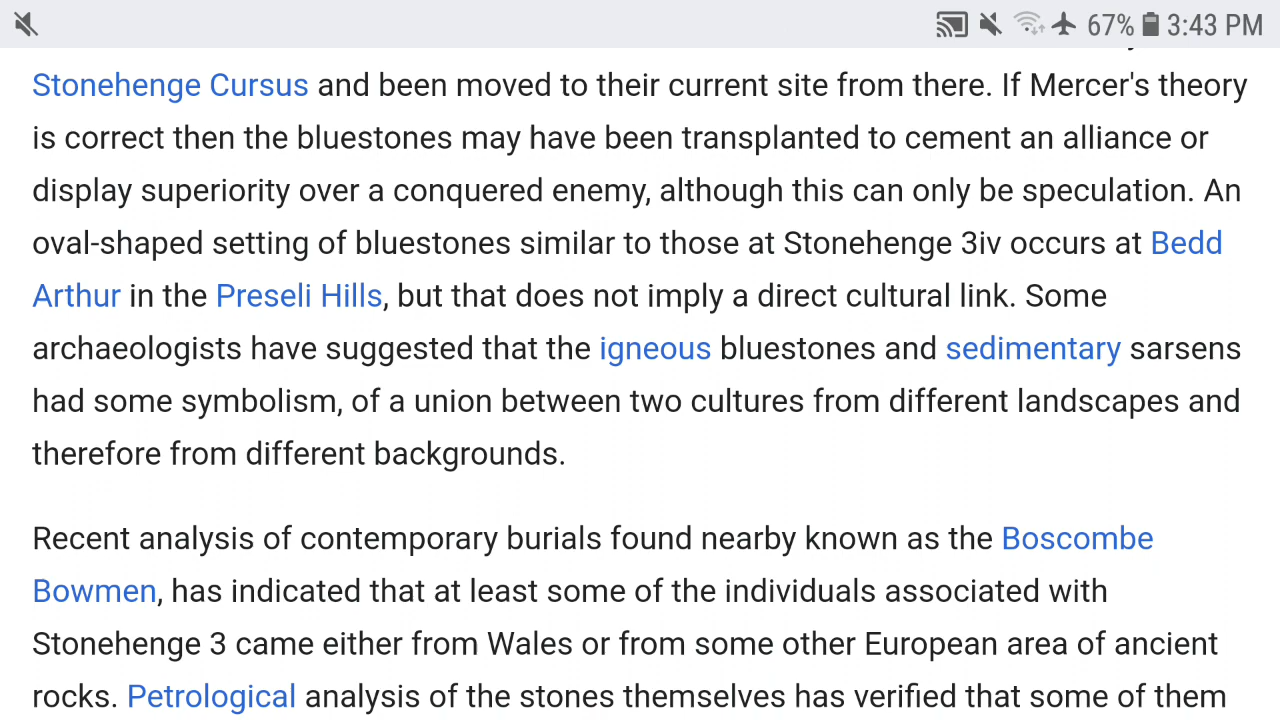 67% 3:43 PM
Stonehenge Cursus and been moved to their current site from there. If Mercer's theory
is correct then the bluestones may have been transplanted to cement an alliance or
display superiority over a conquered enemy, although this can only be speculation. An
oval-shaped setting of bluestones similar to those at Stonehenge 3iv occurs at Bedd
Arthur in the Preseli Hills, but that does not imply a direct cultural link. Some
archaeologists have suggested that the igneous bluestones and sedimentary sarsens
had some symbolism, of a union between two cultures from different landscapes and
therefore from different backgrounds.
Recent analysis of contemporary burials found nearby known as the Boscombe
Bowmen, has indicated that at least some of the individuals associated with
Stonehenge 3 came either from Wales or from some other European area of ancient
rocks. Petrological analysis of the stones themselves has verified that some of them